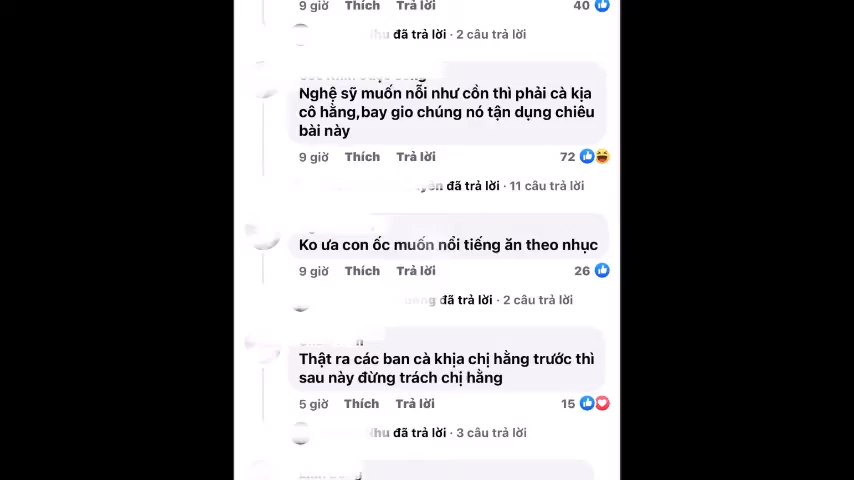 9 giờ Thích Trả lời 40
đã trả lời · 2 câu trả lời
Nghệ sỹ muốn nỗi như cồn thì phải cà kịa
cô hằng,bay gio chúng nó tận dụng chiêu
bài này
9 giờ Thích Trả lời 72
đã trả lời · 11 câu trả lời
Ko ưa con ốc muốn nổi tiếng ăn theo nhục
9 giờ Thích Trả lời 26
đã trả lời · 2 câu trả lời
Thật ra các ban cà khịa chị hằng trước thì
sau này đừng trách chị hằng
5 giờ Thích Trả lời 15
đã trả lời · 3 câu trả lời